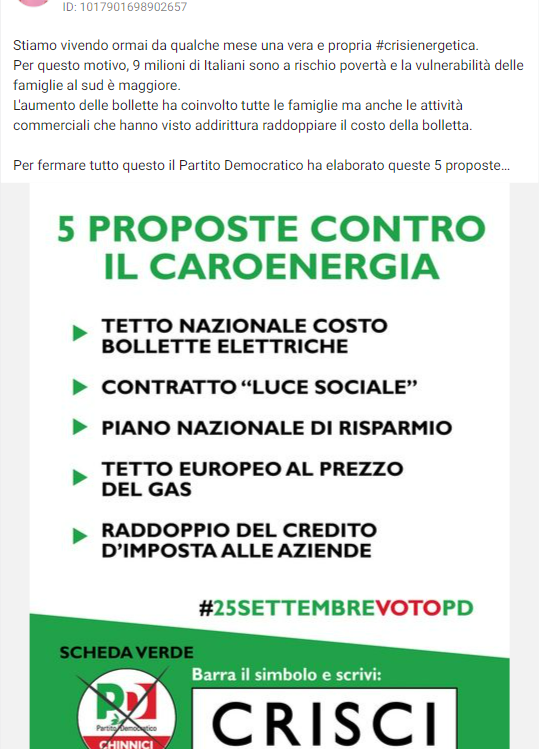 ID: 1017901698902657
Stiamo vivendo ormai da qualche mese una vera e propria #crisienergetica.
Per questo motivo, 9 milioni di Italiani sono a rischio povertà e la vulnerabilità delle
famiglie al sud è maggiore.
L'aumento delle bollette ha coinvolto tutte le famiglie ma anche le attività
commerciali che hanno visto addirittura raddoppiare il costo della bolletta.
Per fermare tutto questo il Partito Democratico ha elaborato queste 5 proposte...
5 PROPOSTE CONTRO
IL CAROENERGIA
TETTO NAZIONALE COSTO
BOLLETTE ELETTRICHE
CONTRATTO “LUCE SOCIALE”
PIANO NAZIONALE DI RISPARMIO
TETTO EUROPEO AL PREZZO
DEL GAS
RADDOPPIO DEL CREDITO
D’IMPOSTA ALLE AZIENDE
#25SETTEMBREVOTOPD
SCHEDA VERDE
Barra il simbolo e scrivi:
PD
Partito Democratico
CHINNICI
CRISCI